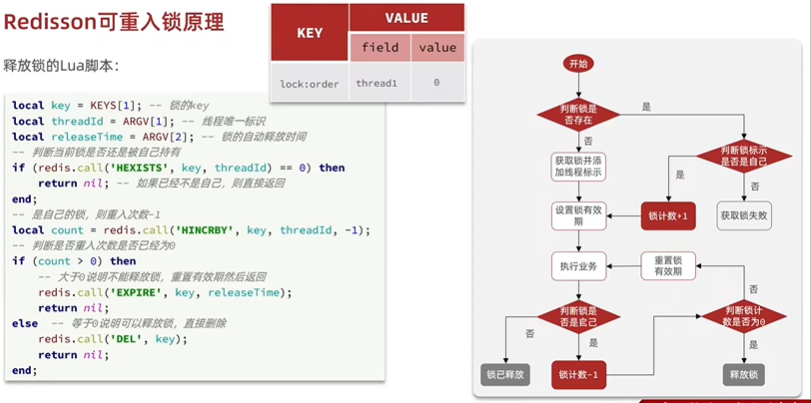 Redisson可重入锁原理
释放锁的Lua脚本:
KEY
VALUE
field
value
lock:order
thread1
0
local key = KEYS[1]; -- 锁的key
local threadId = ARGV[1]; -- 线程唯一标识
local releaseTime = ARGV[2]; -- 锁的自动释放时间
-- 判断当前锁是否还是被自己持有
if (redis.call('HEXISTS', key, threadId) == 0) then
return nil; -- 如果已经不是自己，则直接返回
end;
-- 是自己的锁，则重入次数-1
local count = redis.call('HINCRBY', key, threadId, -1);
-- 判断是否重入次数是否已经为0
if (count > 0) then
-- 大于0说明不能释放锁，重置有效期然后返回
redis.call('EXPIRE', key, releaseTime);
return nil;
else -- 等于0说明可以释放锁，直接删除
redis.call('DEL', key);
return nil;
end;
开始
判断锁是
否存在
是
否
获取锁并添
加线程标示
判断锁标示
是否是自己
是
否
设置锁有效
期
锁计数+1
获取锁失败
执行业务
重置锁
有效期
否
判断锁是
否是自己
判断锁计
数是否为0
否
是
是
锁已释放
锁计数-1
释放锁